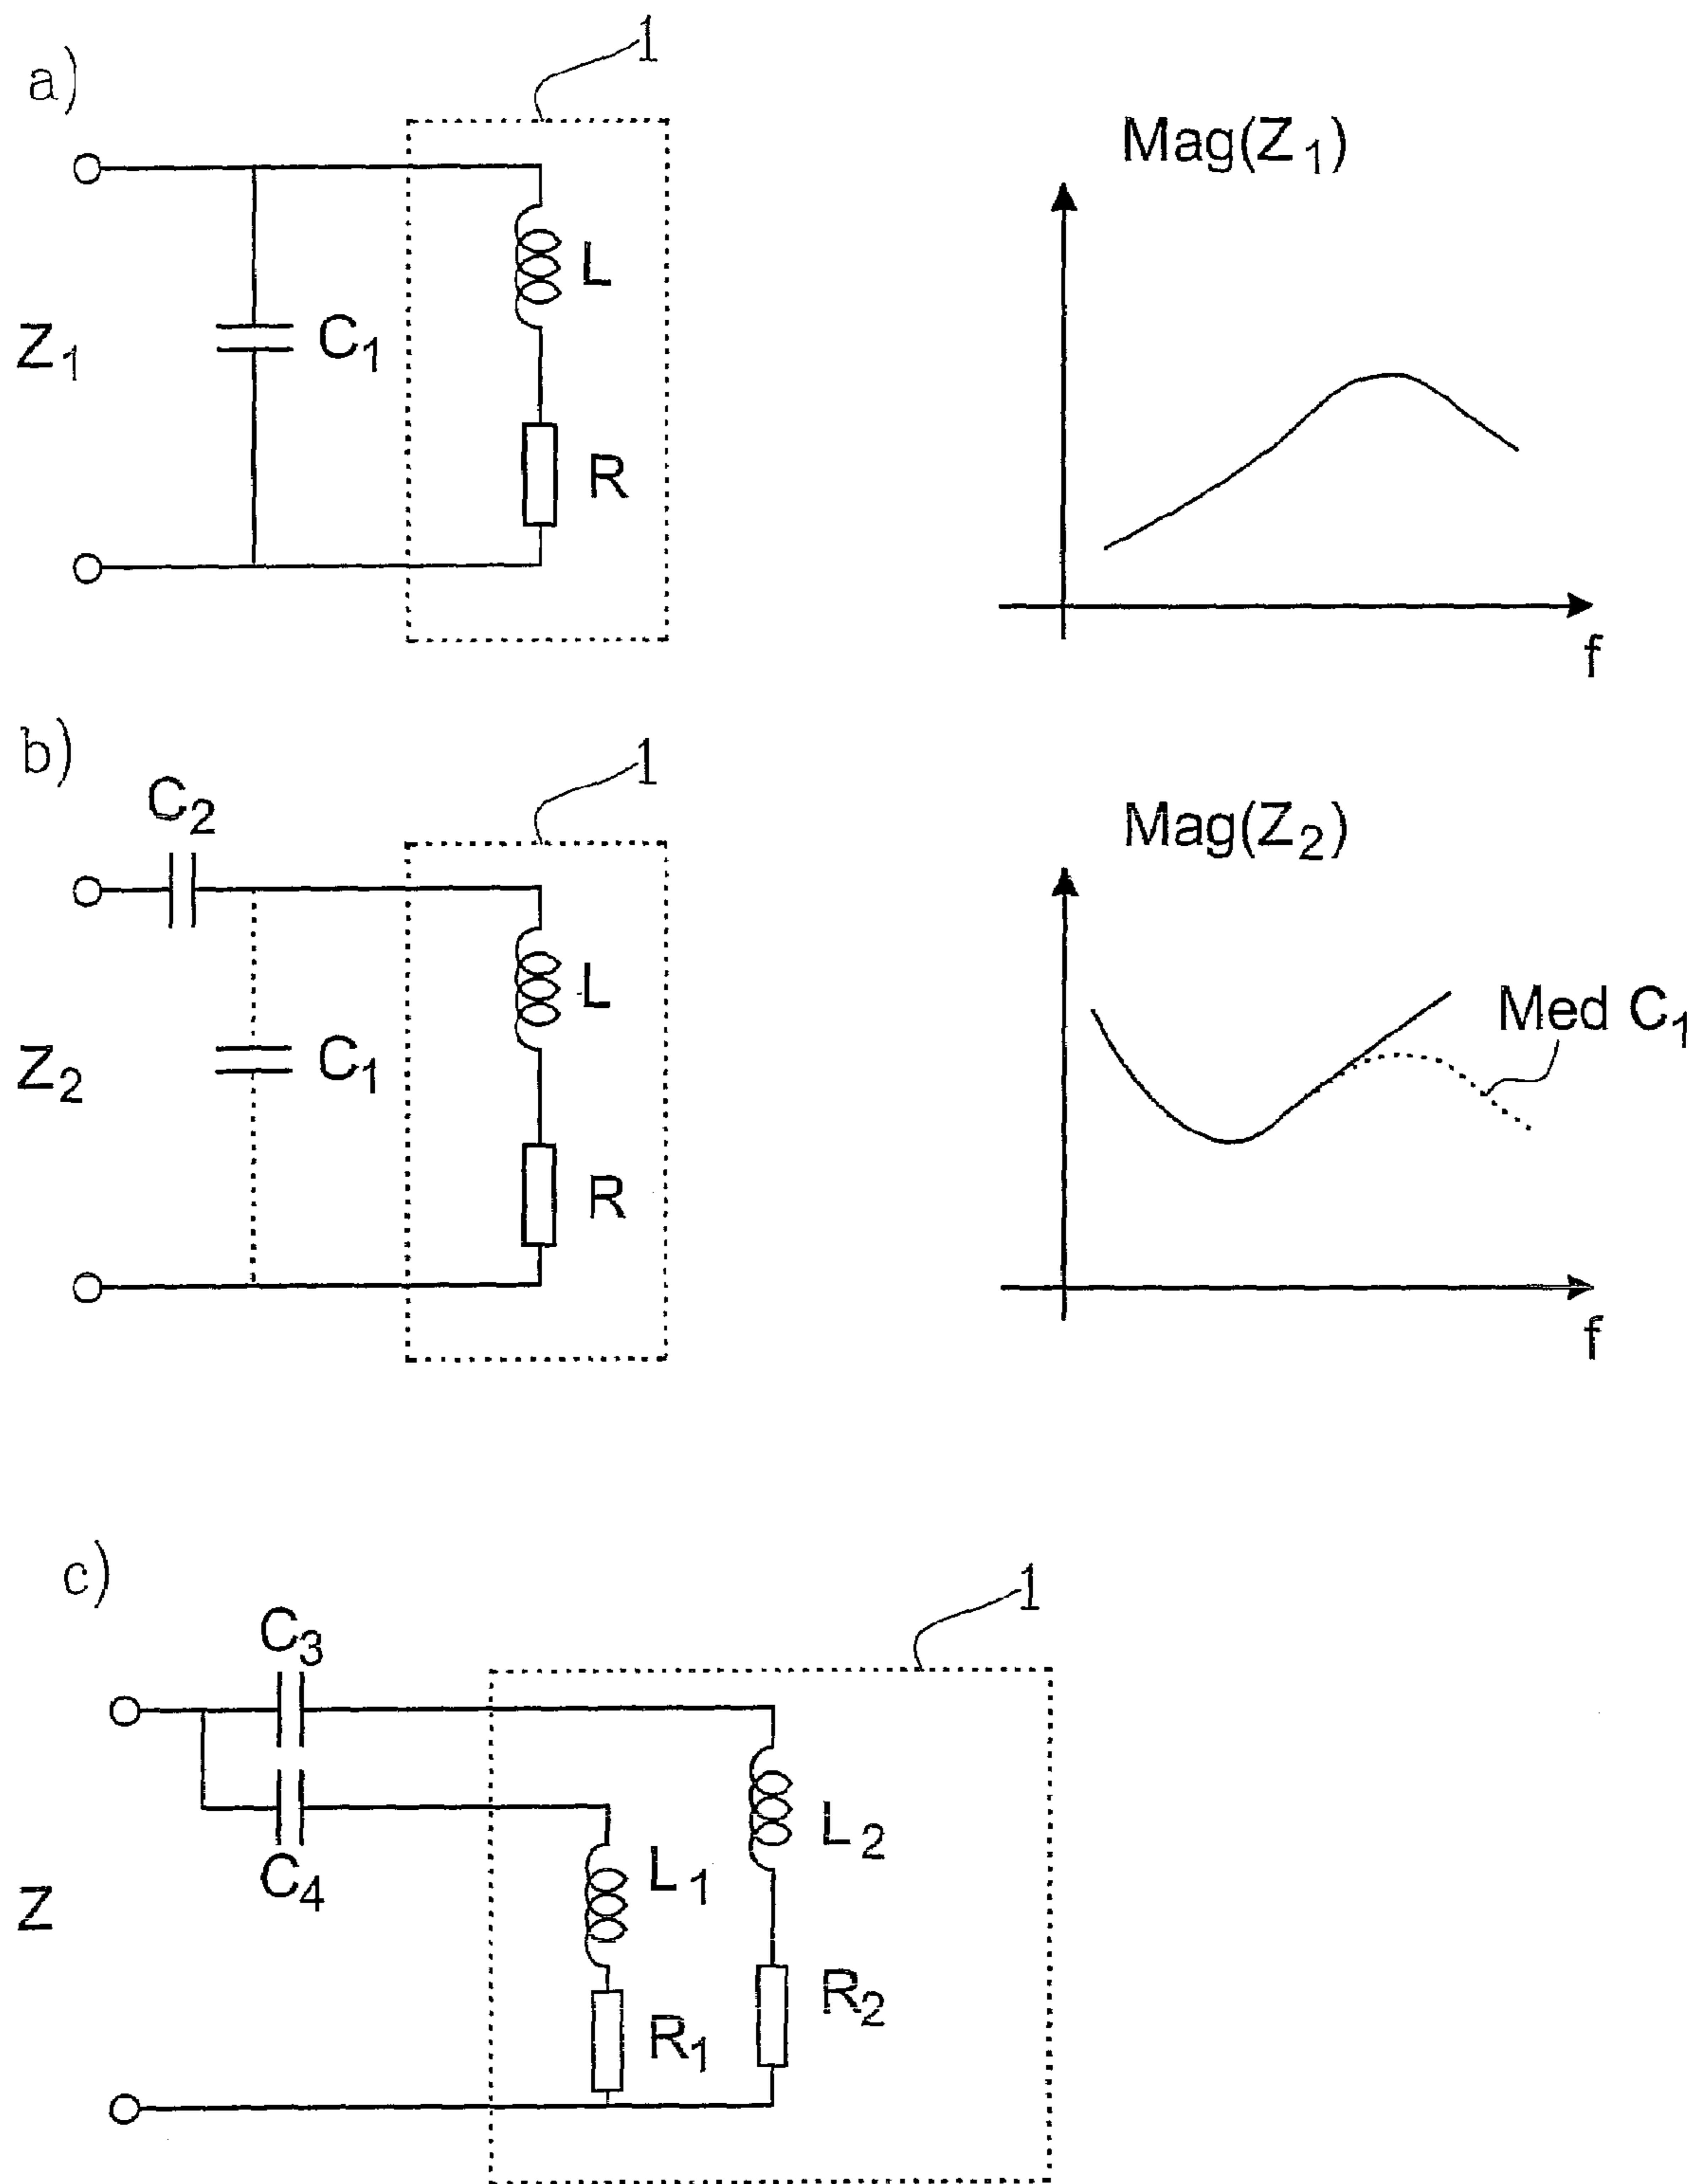 a)
1
Z1
C1
L
R
Mag(Z1)
f
b)
1
C2
Z2
C1
L
R
Mag(Z2)
Med C1
f
c)
1
C3
C4
Z
L1
R1
L2
R2